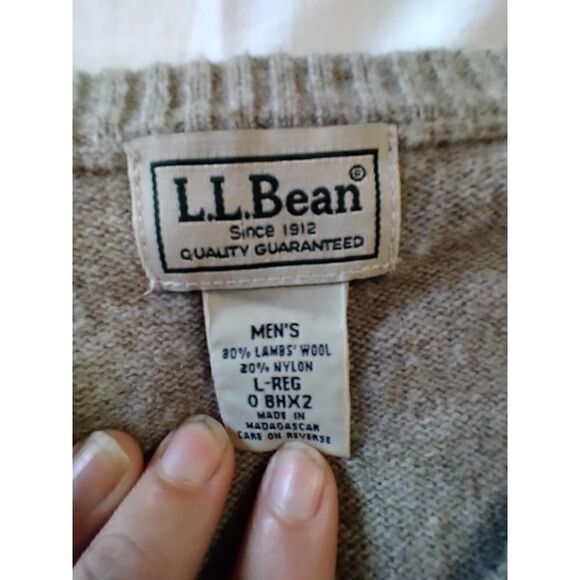 L.L.Bean®
Since 1912
QUALITY GUARANTEED
MEN'S
80% LAMBS' WOOL
20% NYLON
L-REG
0 BHX2
MADE IN
MADAGASCAR
CARE ON REVERSE